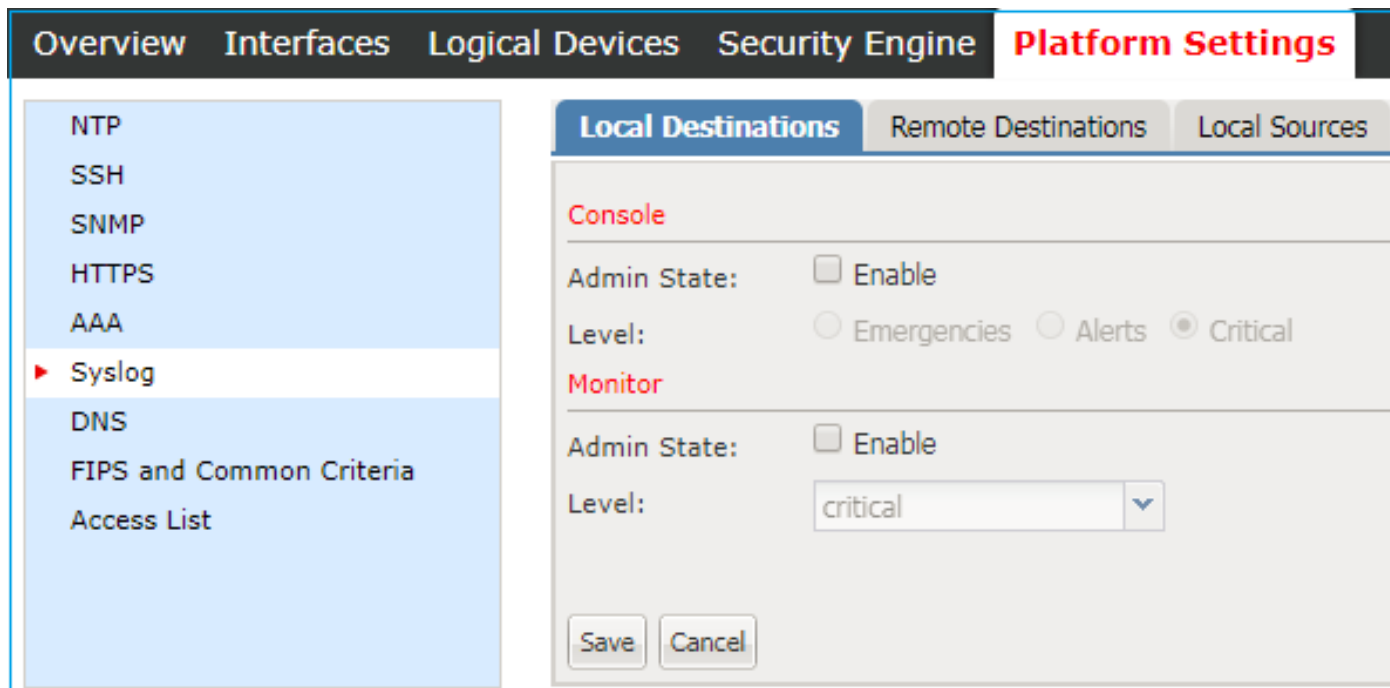 Overview Interfaces Logical Devices Security Engine Platform Settings
NTP
SSH
SNMP
HTTPS
AAA
Syslog
DNS
FIPS and Common Criteria
Access List
Local Destinations Remote Destinations Local Sources
Console
Admin State: Enable
Level: Emergencies Alerts Critical
Monitor
Admin State: Enable
Level: critical
Save Cancel